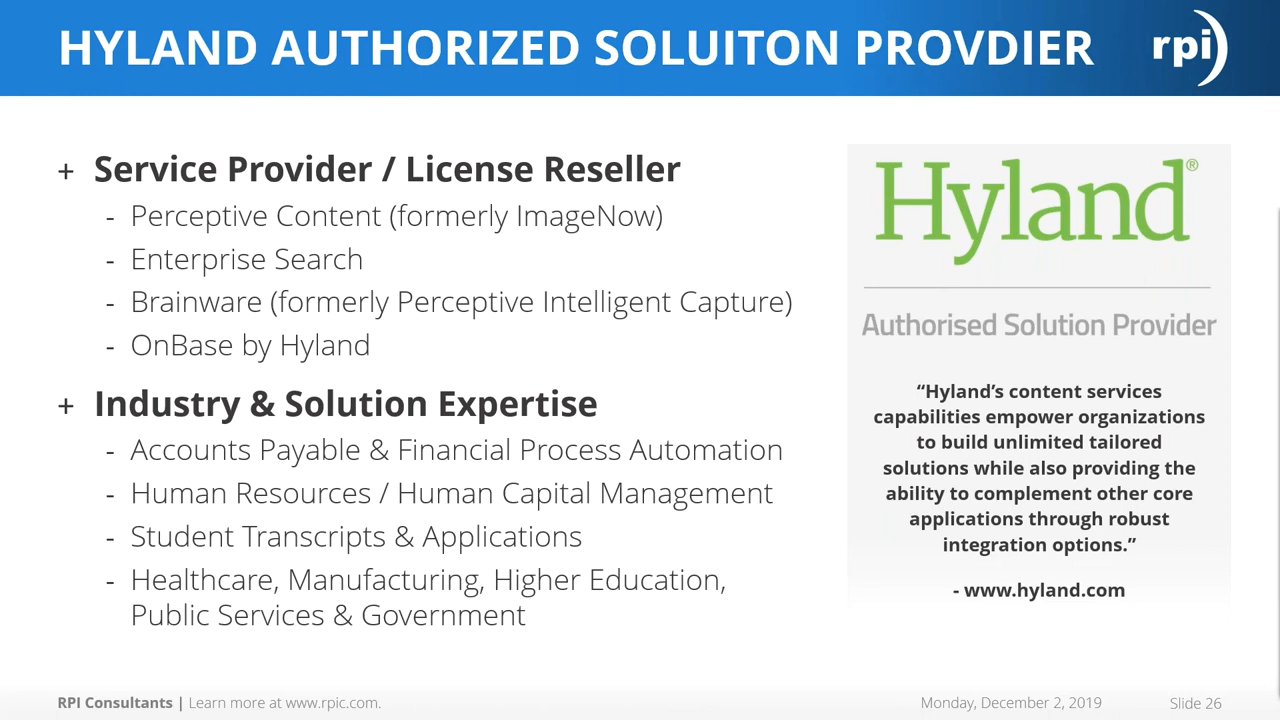 HYLAND AUTHORIZED SOLUITON PROVDIER
rpi
+ Service Provider / License Reseller
- Perceptive Content (formerly ImageNow)
- Enterprise Search
- Brainware (formerly Perceptive Intelligent Capture)
- OnBase by Hyland
+ Industry & Solution Expertise
- Accounts Payable & Financial Process Automation
- Human Resources / Human Capital Management
- Student Transcripts & Applications
- Healthcare, Manufacturing, Higher Education,
Public Services & Government
Hyland®
Authorised Solution Provider
“Hyland’s content services
capabilities empower organizations
to build unlimited tailored
solutions while also providing the
ability to complement other core
applications through robust
integration options.”
- www.hyland.com
RPI Consultants | Learn more at www.rpic.com.
Monday, December 2, 2019
Slide 26